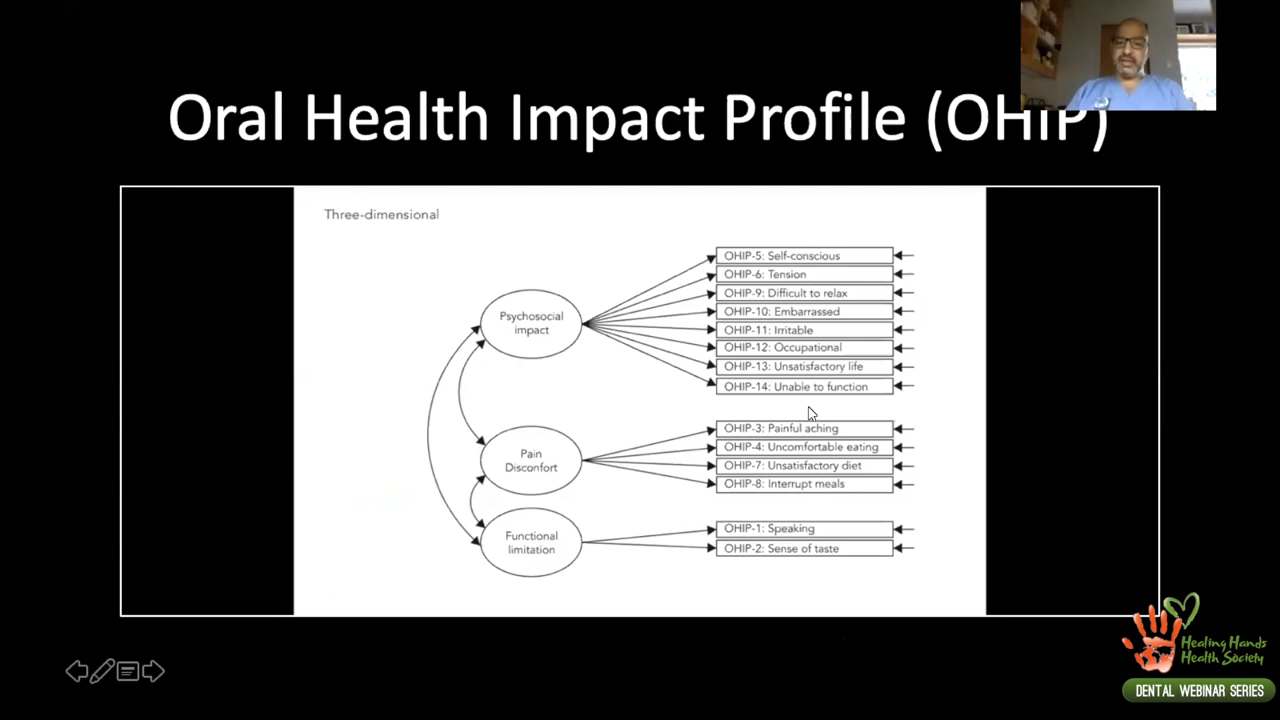 Oral Health Impact Profile (OHIP)
Three-dimensional
Psychosocial
impact
OHIP-5: Self-conscious
OHIP-6: Tension
OHIP-9: Difficult to relax
OHIP-10: Embarrassed
OHIP-11: Irritable
OHIP-12: Occupational
OHIP-13: Unsatisfactory life
OHIP-14: Unable to function
Pain
Disconfort
OHIP-3: Painful aching
OHIP-4: Uncomfortable eating
OHIP-7: Unsatisfactory diet
OHIP-8: Interrupt meals
Functional
limitation
OHIP-1: Speaking
OHIP-2: Sense of taste
Healing Hands
Health Society
DENTAL WEBINAR SERIES